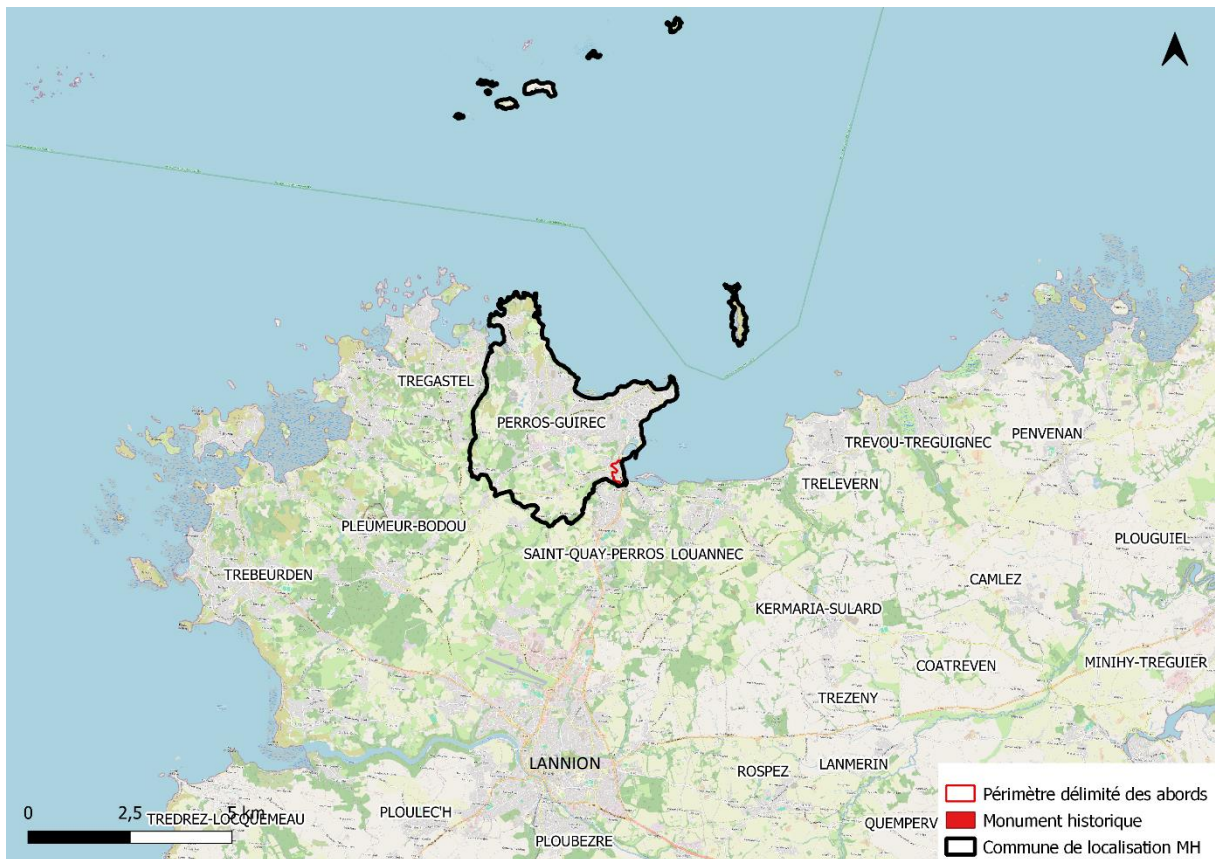 TREGASTEL
PERROS-GUIREC
TREVOU-TREGUIGNEC
PENVENAN
TRELEVERN
PLEUMEUR-BODOU
SAINT-QUAY-PERROS
LOUANNEC
PLOUGUIEL
TREBEURDEN
CAMLEZ
KERMARIA-SULARD
COATREVEN
MINIHY-TREGUIER
TREZENY
LANNION
ROSPEZ
LANMERIN
0 2,5 5 km
TREDREZ-LOCQUEMEAU
PLOULEC'H
QUEMPERV
PLOUBEZRE
Périmètre délimité des abords
Monument historique
Commune de localisation MH